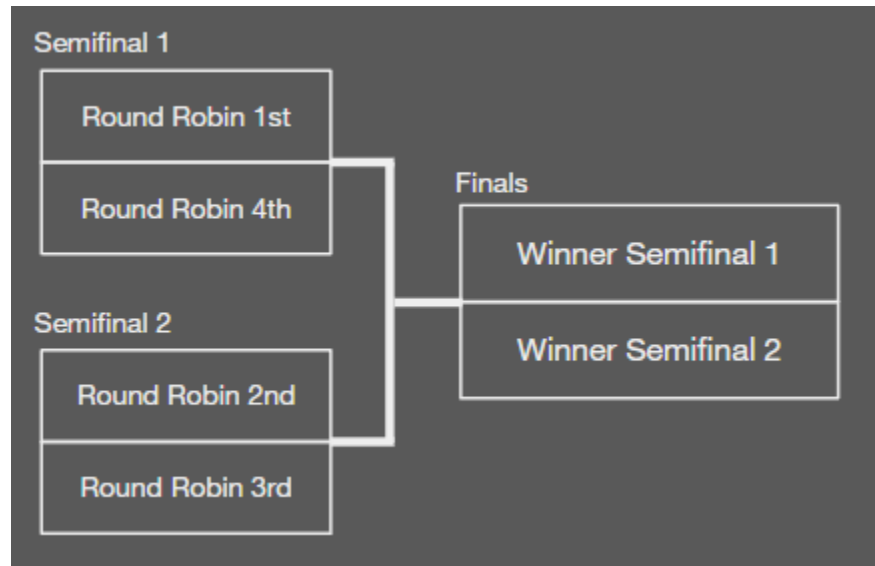 Semifinal 1
Round Robin 1st
Round Robin 4th
Semifinal 2
Round Robin 2nd
Round Robin 3rd
Finals
Winner Semifinal 1
Winner Semifinal 2